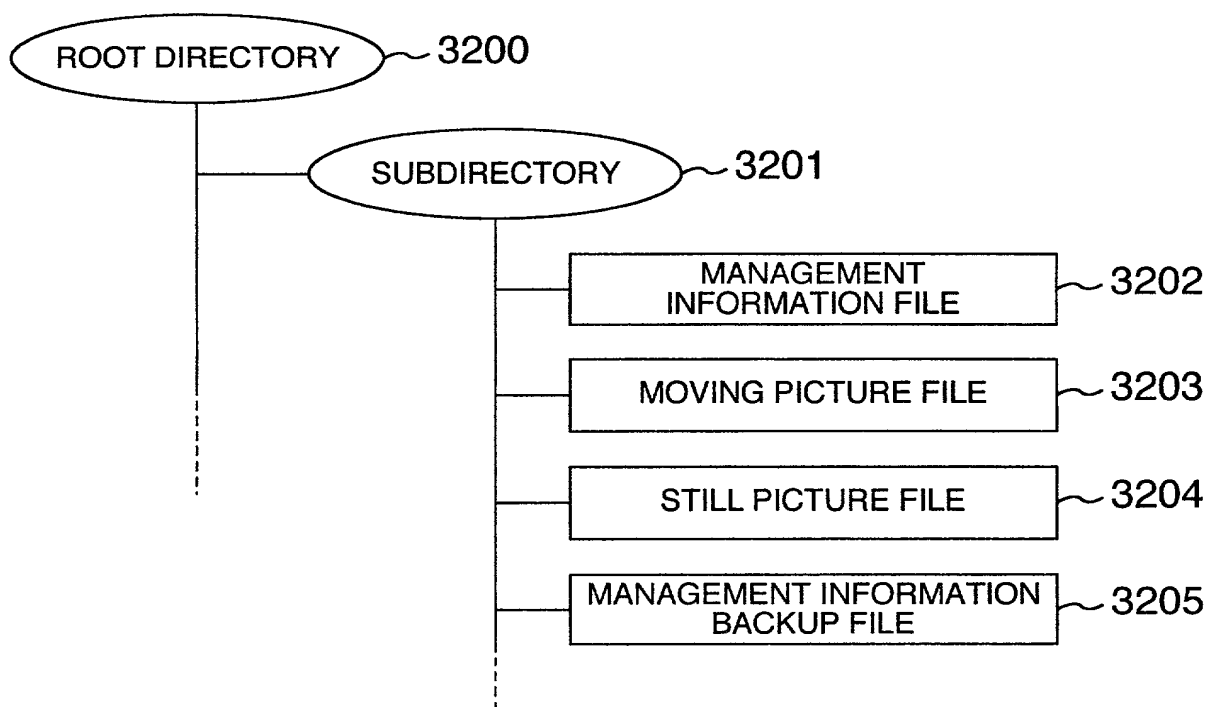 ROOT DIRECTORY 3200
SUBDIRECTORY 3201
MANAGEMENT
INFORMATION FILE 3202
MOVING PICTURE FILE 3203
STILL PICTURE FILE 3204
MANAGEMENT INFORMATION
BACKUP FILE 3205